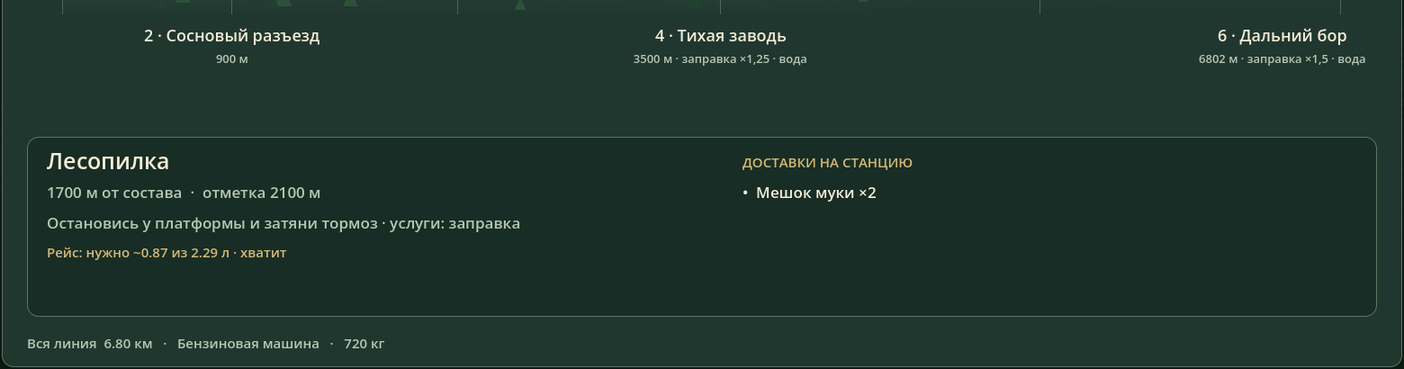 2 · Сосновый разъезд
900 м
4 · Тихая заводь
3500 м · заправка ×1,25 · вода
6 · Дальний бор
6802 м · заправка ×1,5 · вода
Лесопилка
1700 м от состава · отметка 2100 м
Остановись у платформы и затяни тормоз · услуги: заправка
Рейс: нужно ~0.87 из 2.29 л · хватит
ДОСТАВКИ НА СТАНЦИЮ
• Мешок муки ×2
Вся линия 6.80 км · Бензиновая машина · 720 кг